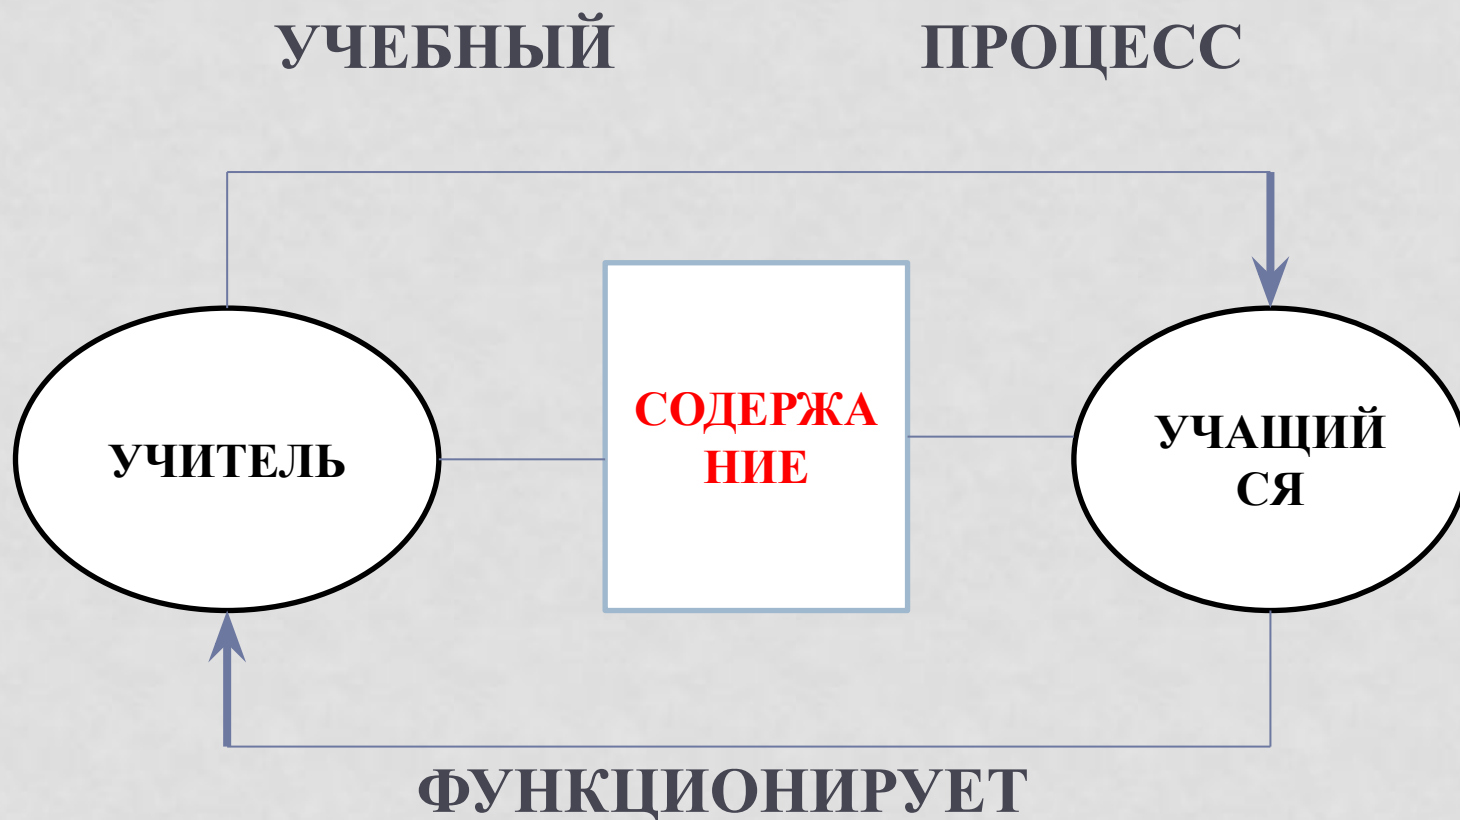 УЧЕБНЫЙ ПРОЦЕСС
СОДЕРЖА
НИЕ
УЧИТЕЛЬ
УЧАЩИЙ
СЯ
ФУНКЦИОНИРУЕТ